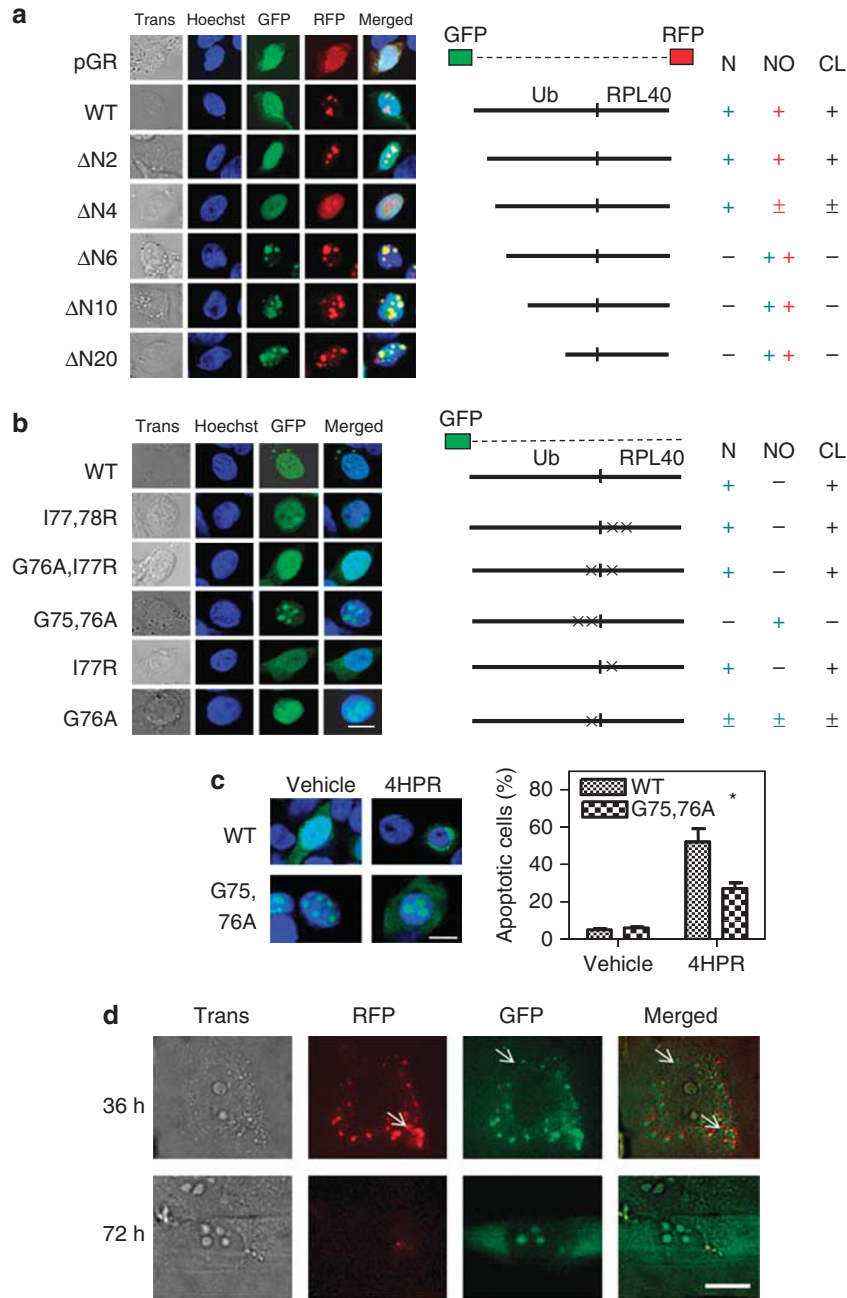 a
Trans Hoechst GFP RFP Merged
pGR
WT
ΔN2
ΔN4
ΔN6
ΔN10
ΔN20
GFP RFP
N NO CL
Ub RPL40
+ + +
+ + +
+ ± ±
− + + −
− + + −
− + + −
b
Trans Hoechst GFP Merged
WT
I77,78R
G76A,I77R
G75,76A
I77R
G76A
GFP
N NO CL
Ub RPL40
+ − +
+ − +
+ − +
− + −
+ − +
± ± ±
c
Vehicle 4HPR
WT
G75,
76A
Apoptotic cells (%)
80
60
40
20
0
WT
G75,76A
*
Vehicle 4HPR
d
Trans RFP GFP Merged
36 h
72 h